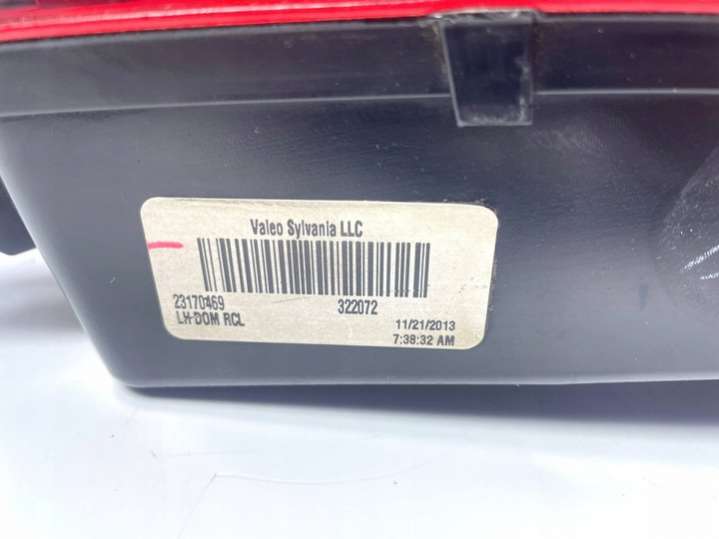 Valeo Sylvania LLC
23170469 322072
LH DOM RCL 11/21/2013
7:38:32 AM